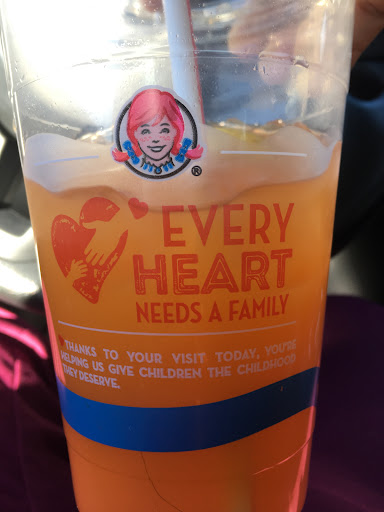 ®
EVERY
HEART
NEEDS A FAMILY
THANKS TO YOUR VISIT TODAY, YOU'RE
HELPING US GIVE CHILDREN THE CHILDHOOD
THEY DESERVE.